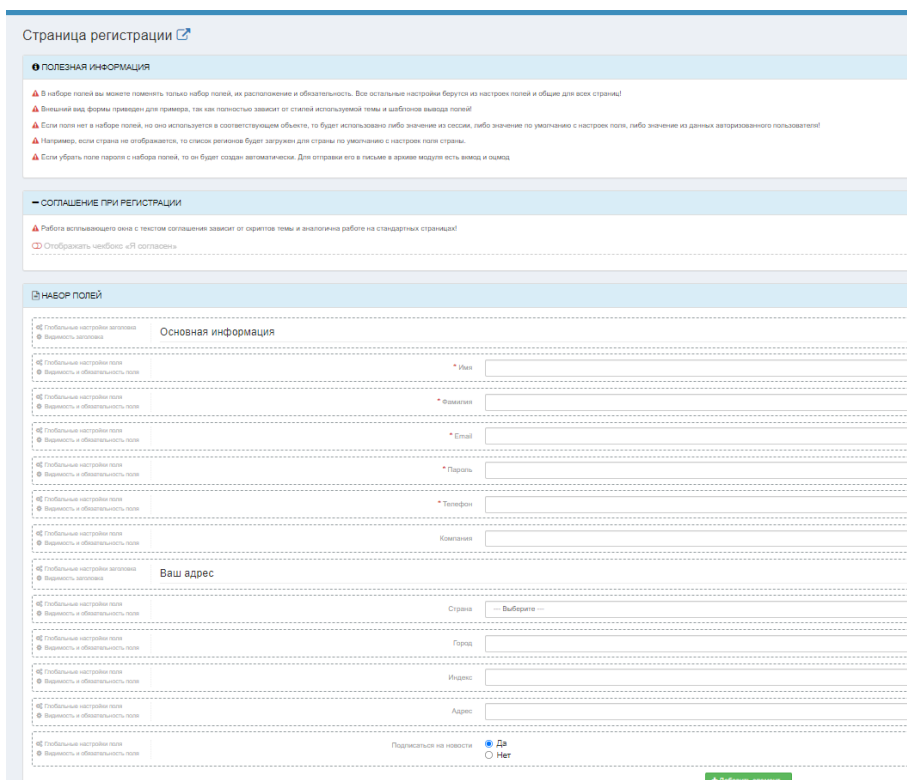 Страница регистрации
ПОЛЕЗНАЯ ИНФОРМАЦИЯ
В наборе полей вы можете поменять только набор полей, их расположение и обязательность. Все остальные настройки берутся из настроек полей и общие для всех страниц!
Внешний вид формы приведен для примера, так как полностью зависит от стилей используемой темы и шаблонов вывода полей!
Если поля нет в наборе полей, но оно используется в соответствующем объекте, то будет использовано либо значение из сессии, либо значение по умолчанию с настроек поля, либо значение из данных авторизованного пользователя!
Например, если страна не отображается, то список регионов будет загружен для страны по умолчанию с настроек поля страны.
Если убрать поле пароля с набора полей, то он будет создан автоматически. Для отправки его в письме в архиве модуля есть вкмод и ошмод
СОГЛАШЕНИЕ ПРИ РЕГИСТРАЦИИ
Работа всплывающего окна с текстом соглашения зависит от скриптов темы и аналогична работе на стандартных страницах!
Отображать чекбокс «Я согласен»
НАБОР ПОЛЕЙ
Глобальные настройки заголовка
Видимость заголовка
Основная информация
Глобальные настройки поля
Видимость и обязательность поля
* Имя
Глобальные настройки поля
Видимость и обязательность поля
* Фамилия
Глобальные настройки поля
Видимость и обязательность поля
* Email
Глобальные настройки поля
Видимость и обязательность поля
* Пароль
Глобальные настройки поля
Видимость и обязательность поля
* Телефон
Глобальные настройки поля
Видимость и обязательность поля
Компания
Глобальные настройки заголовка
Видимость заголовка
Ваш адрес
Глобальные настройки поля
Видимость и обязательность поля
Страна
--- Выберите ---
Глобальные настройки поля
Видимость и обязательность поля
Город
Глобальные настройки поля
Видимость и обязательность поля
Индекс
Глобальные настройки поля
Видимость и обязательность поля
Адрес
Глобальные настройки поля
Видимость и обязательность поля
Подписаться на новости
Да
Нет